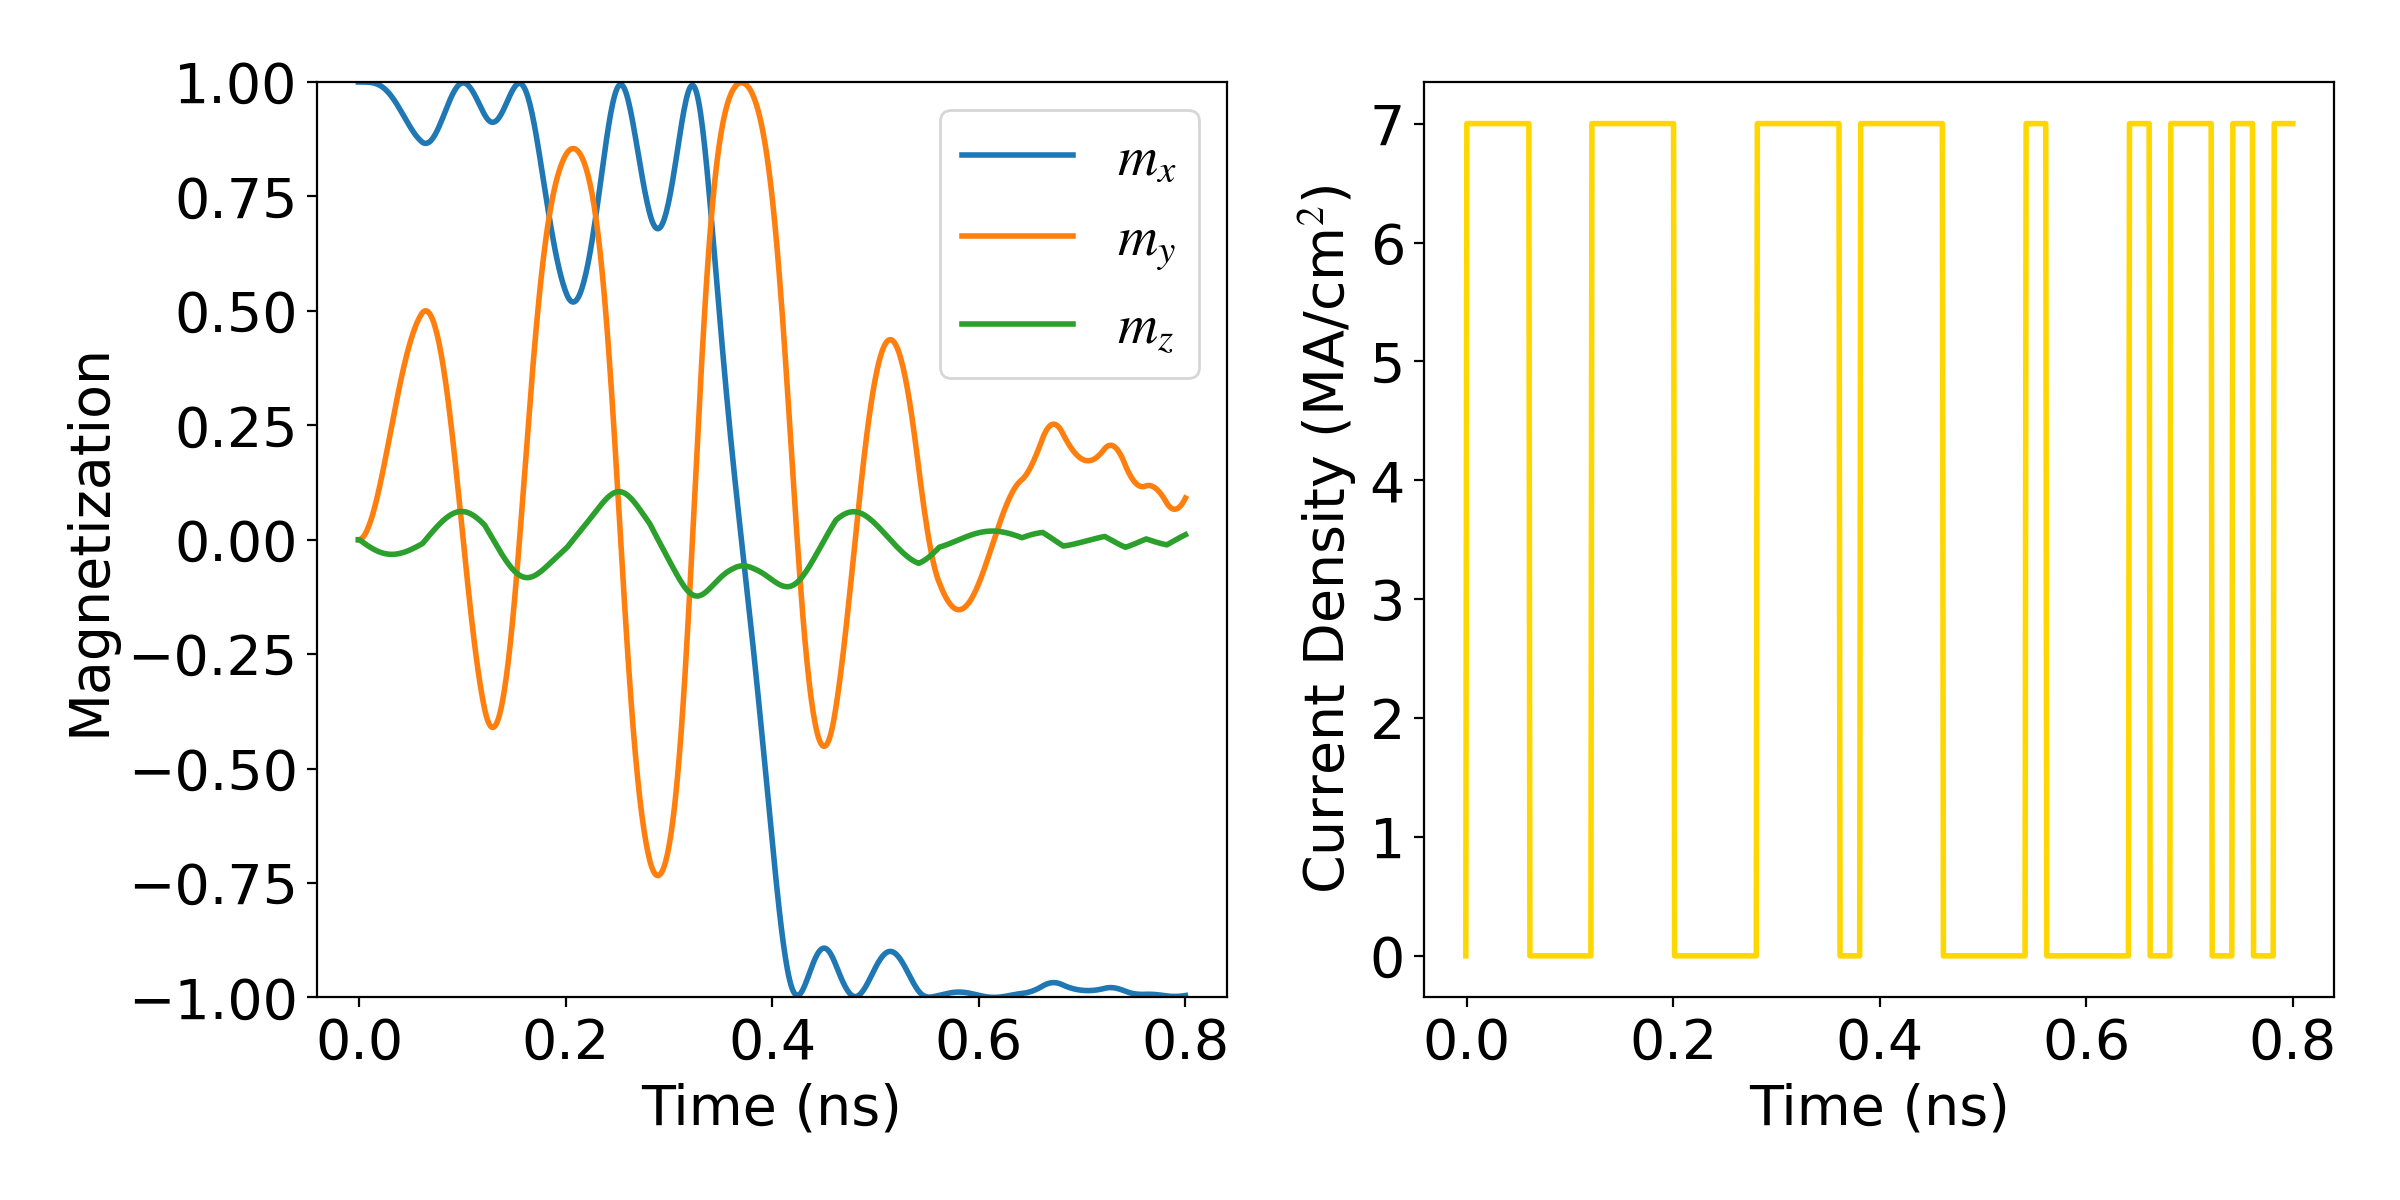 1.00
0.75
0.50
0.25
0.00
−0.25
−0.50
−0.75
−1.00
Magnetization
0.0 0.2 0.4 0.6 0.8
Time (ns)
m_x
m_y
m_z
7
6
5
4
3
2
1
0
Current Density (MA/cm²)
0.0 0.2 0.4 0.6 0.8
Time (ns)